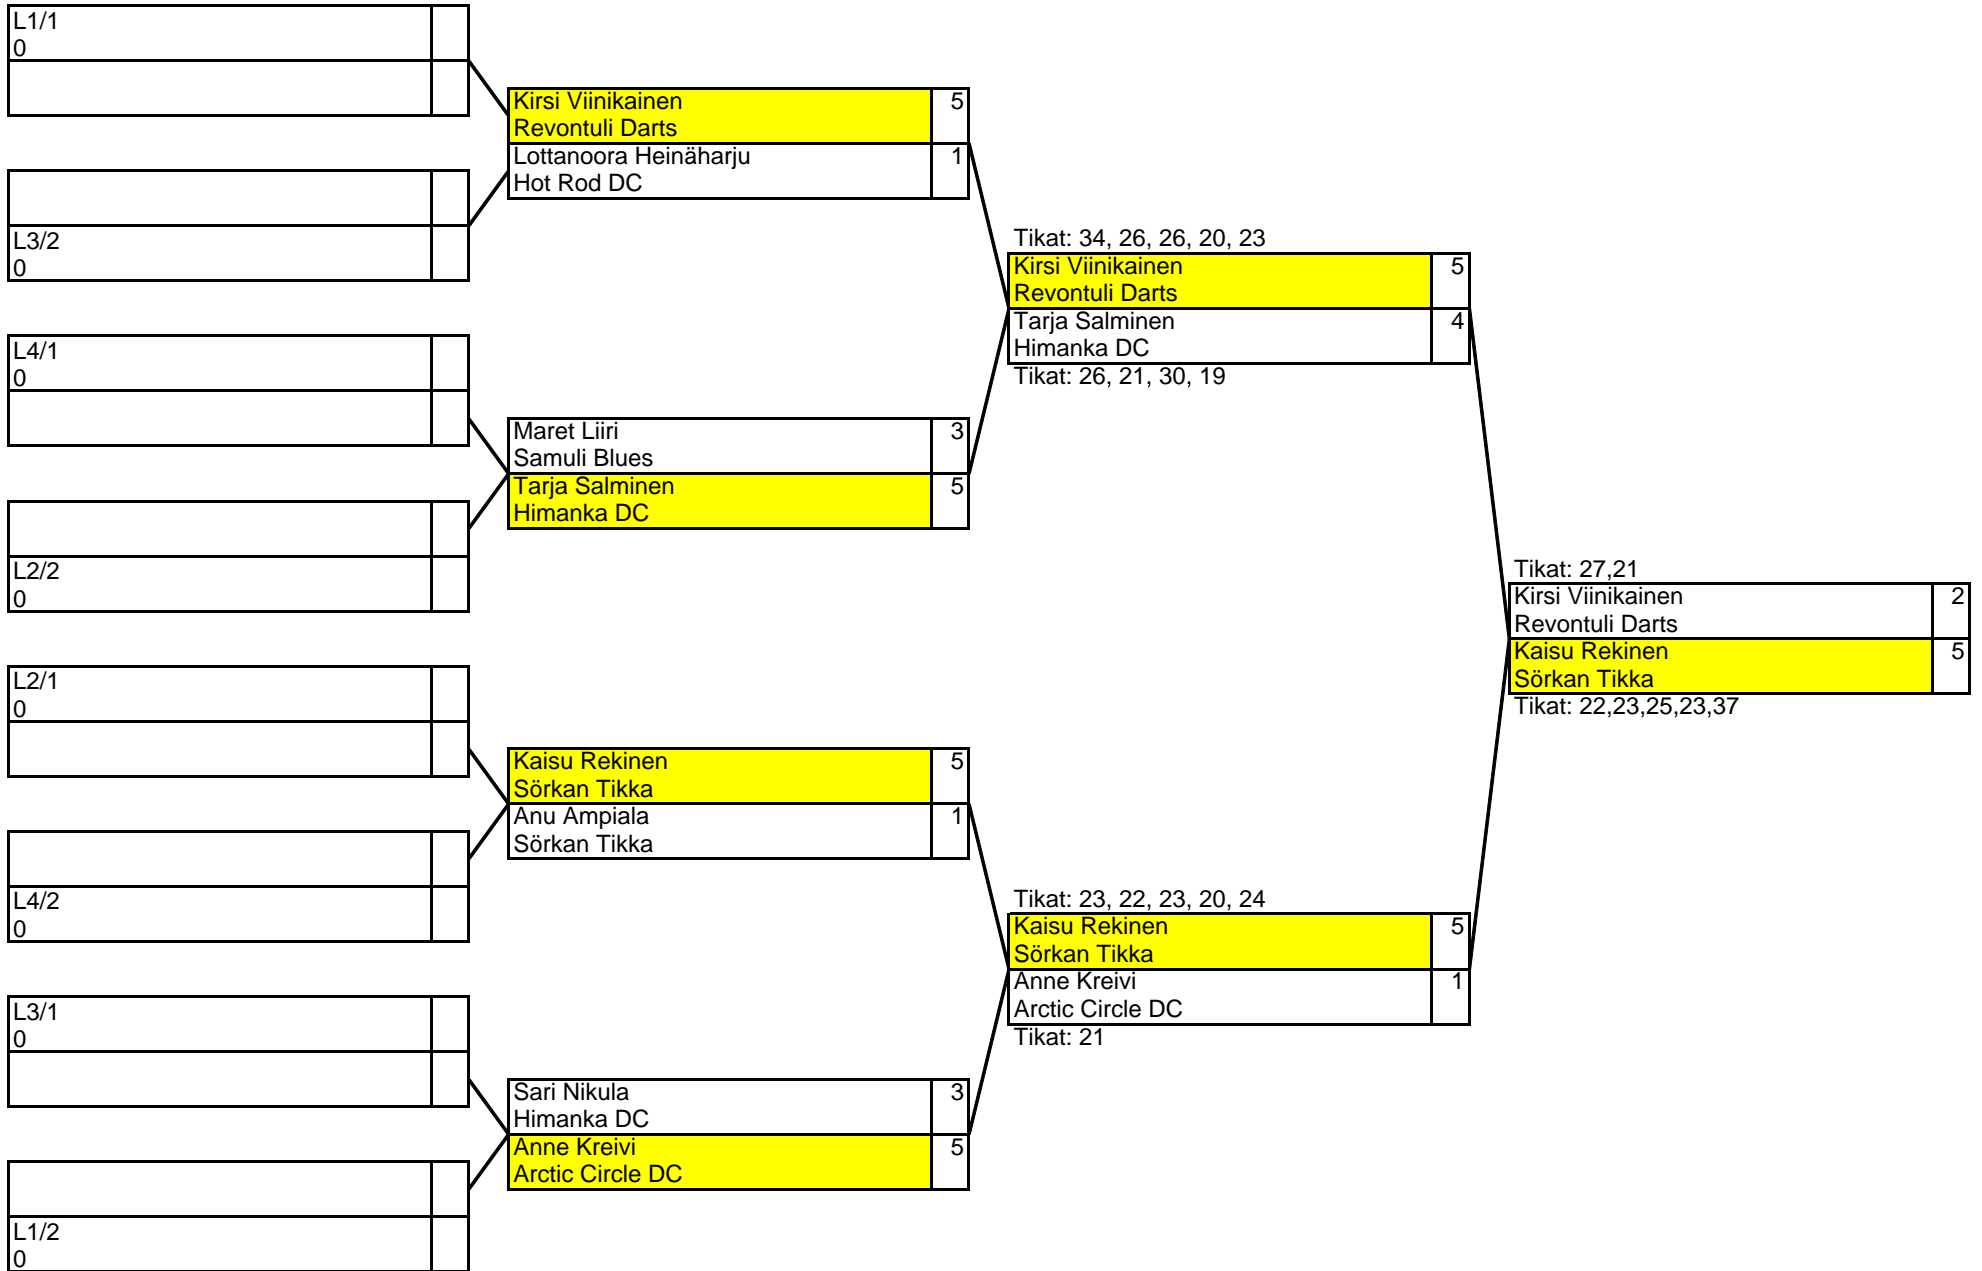 L1/1
0
L3/2
0
L4/1
0
L2/2
0
L2/1
0
L4/2
0
L3/1
0
L1/2
0
Kirsi Viinikainen 5
Revontuli Darts
Lottanoora Heinäharju 1
Hot Rod DC
Maret Liiri 3
Samuli Blues
Tarja Salminen 5
Himanka DC
Kaisu Rekinen 5
Sörkan Tikka
Anu Ampiala 1
Sörkan Tikka
Sari Nikula 3
Himanka DC
Anne Kreivi 5
Arctic Circle DC
Tikat: 34, 26, 26, 20, 23
Kirsi Viinikainen 5
Revontuli Darts
Tarja Salminen 4
Himanka DC
Tikat: 26, 21, 30, 19
Tikat: 23, 22, 23, 20, 24
Kaisu Rekinen 5
Sörkan Tikka
Anne Kreivi 1
Arctic Circle DC
Tikat: 21
Tikat: 27,21
Kirsi Viinikainen 2
Revontuli Darts
Kaisu Rekinen 5
Sörkan Tikka
Tikat: 22,23,25,23,37